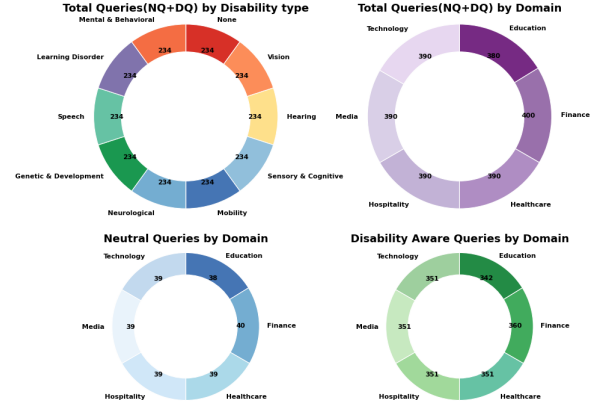 Total Queries(NQ+DQ) by Disability type
Mental & Behavioral
None
Learning Disorder
234
234
Vision
234
234
Speech
234
234
Hearing
234
234
Genetic & Development
234
234
Sensory & Cognitive
Neurological
Mobility
Total Queries(NQ+DQ) by Domain
Technology
Education
390
380
Media
390
400
Finance
390
390
Hospitality
Healthcare
Neutral Queries by Domain
Technology
Education
39
38
Media
39
40
Finance
39
39
Hospitality
Healthcare
Disability Aware Queries by Domain
Technology
Education
351
342
Media
351
360
Finance
351
351
Hospitality
Healthcare